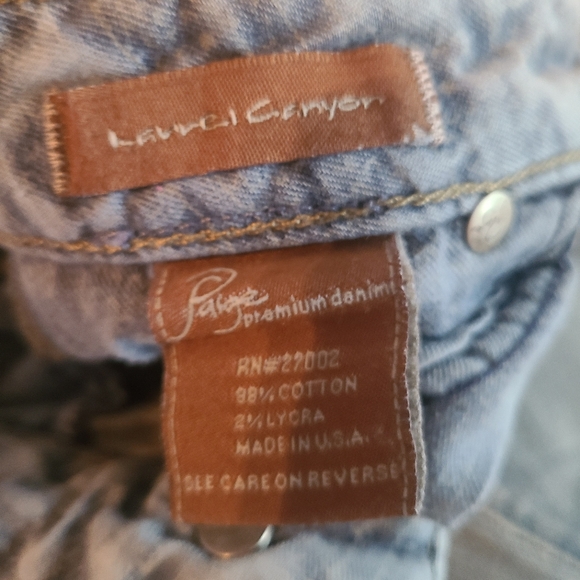 Laurel Canyon
Paige
premium denim
RN#27002
98% COTTON
2% LYCRA
MADE IN U.S.A.
SEE CARE ON REVERSE